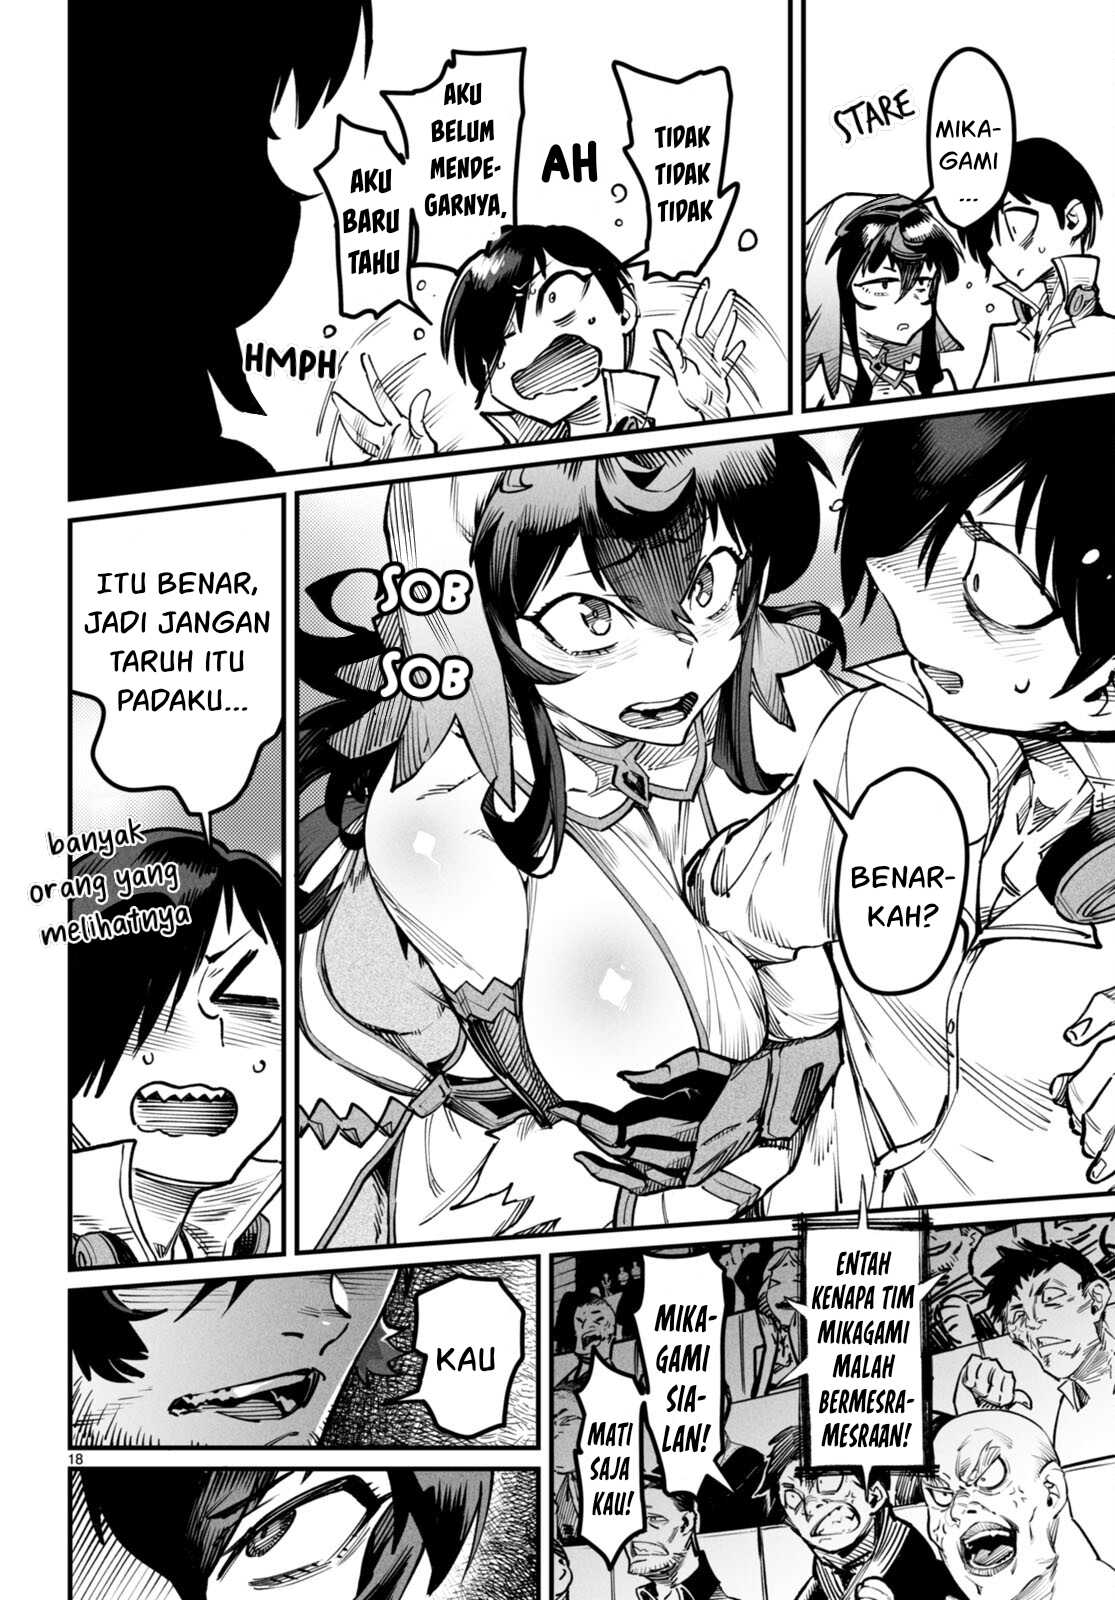 MIKA-
GAMI
...
STARE
TIDAK
TIDAK
TIDAK
AH
AKU
BELUM
MENDE-
GARNYA,
AKU
BARU
TAHU
HMPH
BENAR-
KAH?
SOB
SOB
ITU BENAR,
JADI JANGAN
TARUH ITU
PADAKU...
banyak
orang yang
melihatnya
ENTAH
KENAPA TIM
MIKAGAMI
MALAH
BERMESRA-
MESRAAN!
MIKA-
GAMI
SIA-
LAN!
MATI
SAJA
KAU!
KAU
18